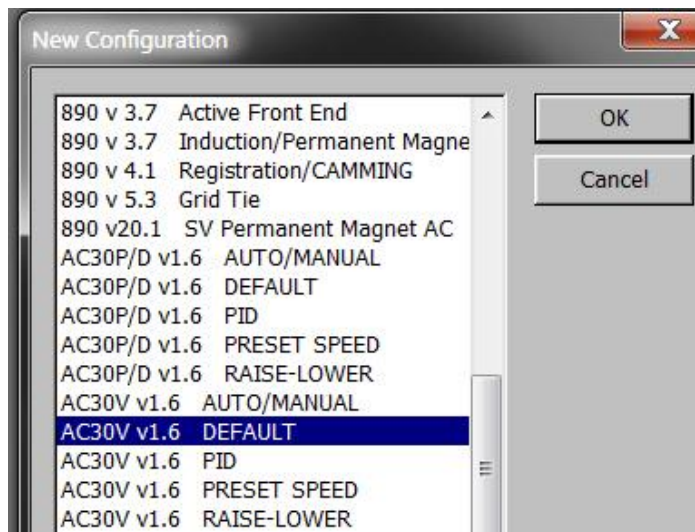 New Configuration
890 v 3.7 Active Front End
890 v 3.7 Induction/Permanent Magne
890 v 4.1 Registration/CAMMING
890 v 5.3 Grid Tie
890 v20.1 SV Permanent Magnet AC
AC30P/D v1.6 AUTO/MANUAL
AC30P/D v1.6 DEFAULT
AC30P/D v1.6 PID
AC30P/D v1.6 PRESET SPEED
AC30P/D v1.6 RAISE-LOWER
AC30V v1.6 AUTO/MANUAL
AC30V v1.6 DEFAULT
AC30V v1.6 PID
AC30V v1.6 PRESET SPEED
AC30V v1.6 RAISE-LOWER
OK
Cancel